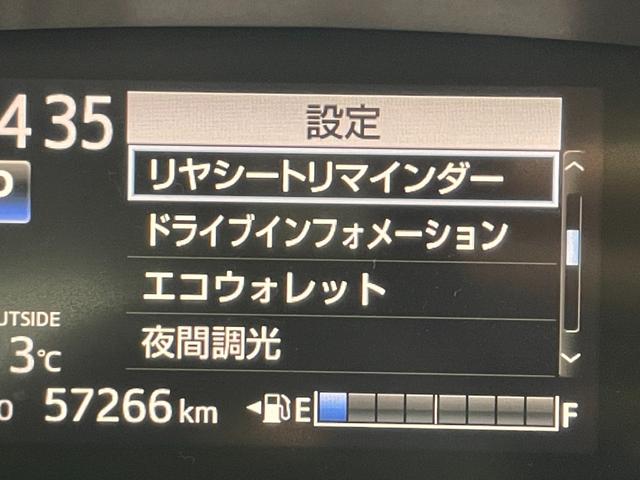 435
設定
リヤシートリマインダー
ドライブインフォメーション
エコウォレット
夜間調光
UTSIDE
3℃
57266 km
E F